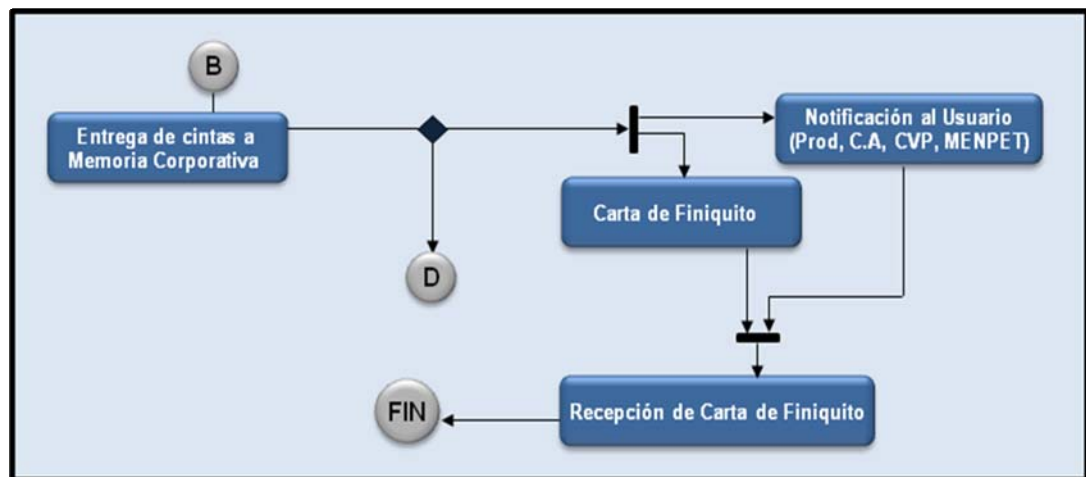 B
Entrega de cintas a
Memoria Corporativa
Notificación al Usuario
(Prod, C.A, CVP, MENPET)
Carta de Finiquito
D
Recepción de Carta de Finiquito
FIN